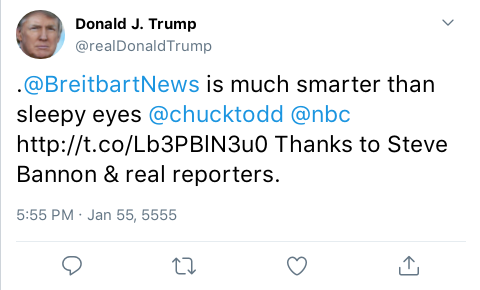 Donald J. Trump
@realDonaldTrump
.@BreitbartNews is much smarter than
sleepy eyes @chucktodd @nbc
http://t.co/Lb3PBlN3u0 Thanks to Steve
Bannon & real reporters.
5:55 PM · Jan 55, 5555